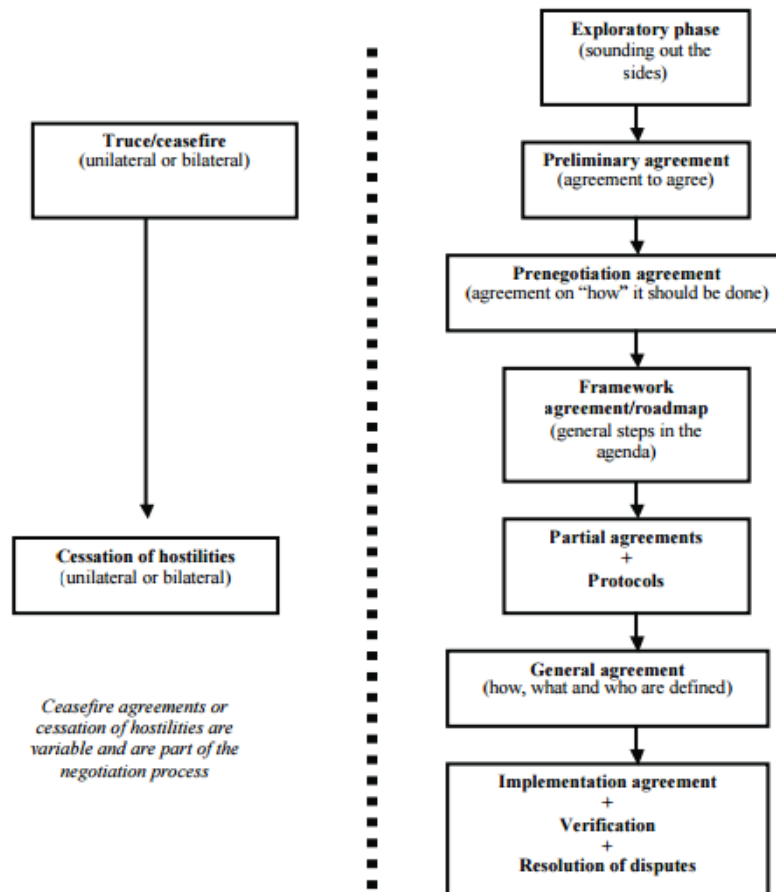 Truce/ceasefire
(unilateral or bilateral)
Cessation of hostilities
(unilateral or bilateral)
Ceasefire agreements or
cessation of hostilities are
variable and are part of the
negotiation process
Exploratory phase
(sounding out the
sides)
Preliminary agreement
(agreement to agree)
Prenegotiation agreement
(agreement on “how” it should be done)
Framework
agreement/roadmap
(general steps in the
agenda)
Partial agreements
+
Protocols
General agreement
(how, what and who are defined)
Implementation agreement
+
Verification
+
Resolution of disputes